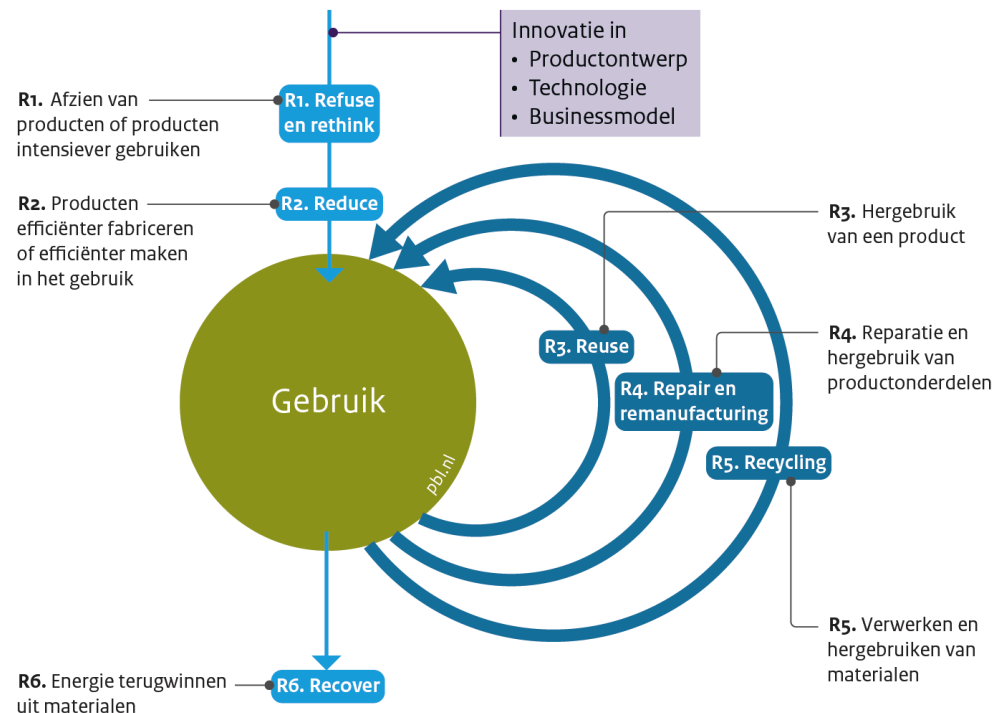 Innovatie in
• Productontwerp
• Technologie
• Businessmodel
R1. Afzien van
producten of producten
intensiever gebruiken
R1. Refuse
en rethink
R2. Producten
efficiënter fabriceren
of efficiënter maken
in het gebruik
R2. Reduce
R3. Hergebruik
van een product
R3. Reuse
R4. Reparatie en
hergebruik van
productonderdelen
R4. Repair en
remanufacturing
Gebruik
pbl.nl
R5. Recycling
R5. Verwerken en
hergebruiken van
materialen
R6. Energie terugwinnen
uit materialen
R6. Recover